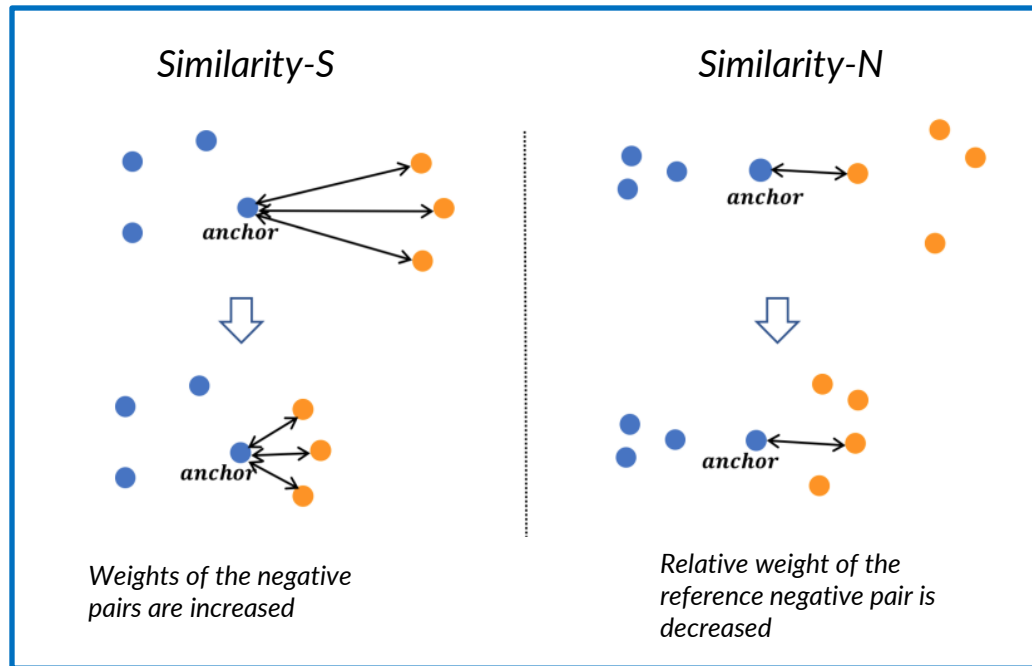 Similarity-S
Similarity-N
anchor
anchor
anchor
anchor
Weights of the negative
pairs are increased
Relative weight of the
reference negative pair is
decreased